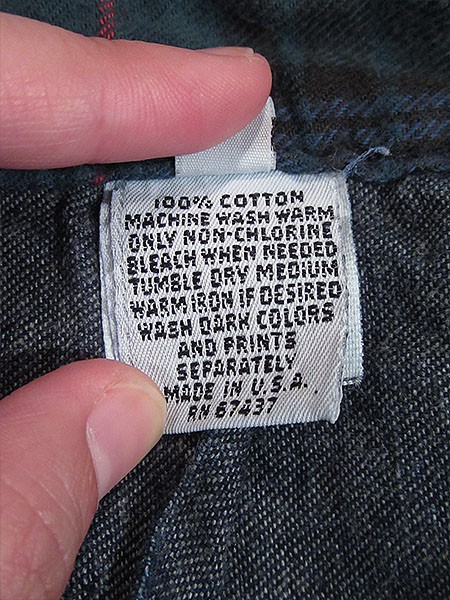 100% COTTON
MACHINE WASH WARM
ONLY NON-CHLORINE
BLEACH WHEN NEEDED
TUMBLE DRY MEDIUM
WARM IRON IF DESIRED
WASH DARK COLORS
AND PRINTS
SEPARATELY
MADE IN U.S.A.
RN 67437